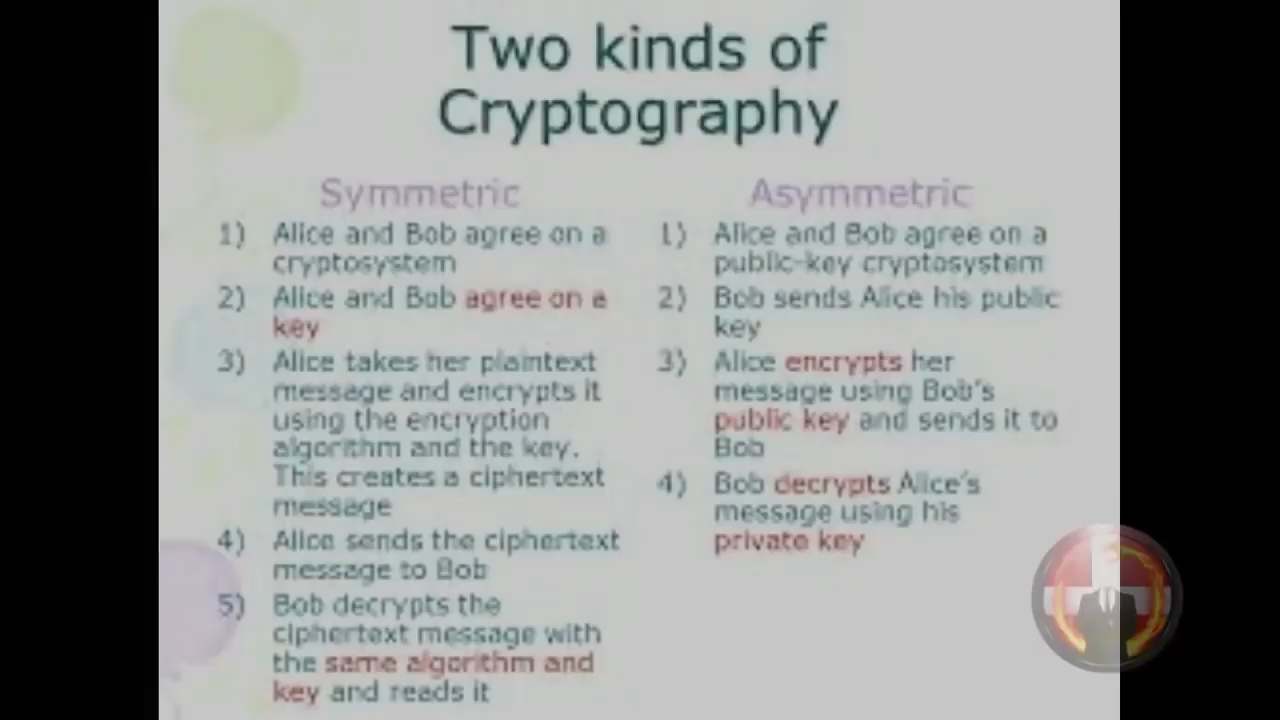 Two kinds of
Cryptography
Symmetric
1) Alice and Bob agree on a
cryptosystem
2) Alice and Bob agree on a
key
3) Alice takes her plaintext
message and encrypts it
using the encryption
algorithm and the key.
This creates a ciphertext
message
4) Alice sends the ciphertext
message to Bob
5) Bob decrypts the
ciphertext message with
the same algorithm and
key and reads it
Asymmetric
1) Alice and Bob agree on a
public-key cryptosystem
2) Bob sends Alice his public
key
3) Alice encrypts her
message using Bob's
public key and sends it to
Bob
4) Bob decrypts Alice's
message using his
private key